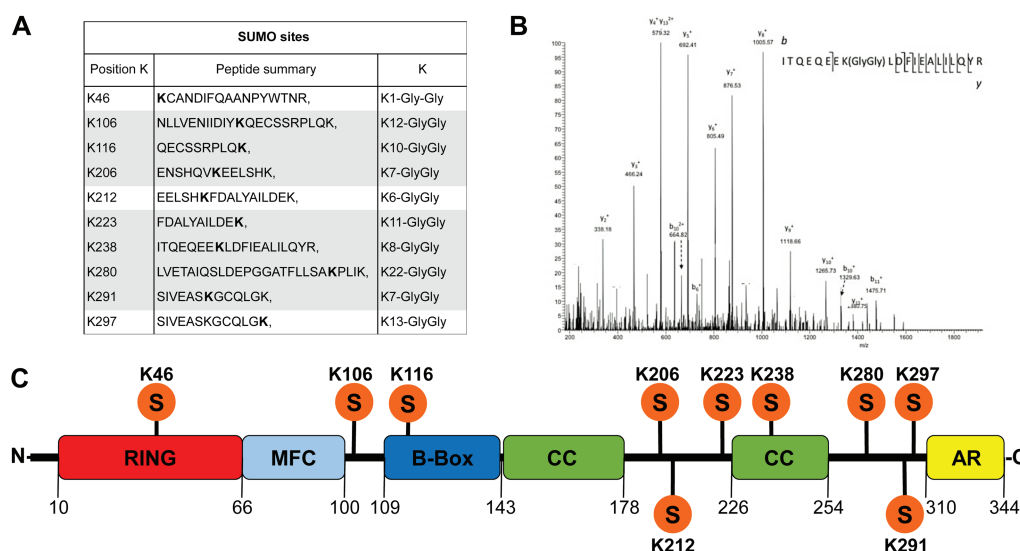 A
SUMO sites
Position K Peptide summary K
K46 KCANDIFQAANPYWTNR, K1-Gly-Gly
K106 NLLVENIIDIYKQECSSRPLQK, K12-GlyGly
K116 QECSSRPLQK, K10-GlyGly
K206 ENSHQVKEELSHK, K7-GlyGly
K212 EELSHKFDALYAILDEK, K6-GlyGly
K223 FDALYAILDEK, K11-GlyGly
K238 ITQEQEEKLDFIEALILQYR, K8-GlyGly
K280 LVETAIQSLDEPGGATFLLSAKPLIK, K22-GlyGly
K291 SIVEASKGCQLGK, K7-GlyGly
K297 SIVEASKGCQLGK, K13-GlyGly
B
b
ITQEQEEK(GlyGly)LDFIEALILQYR
y
y4+ y13 2+
579.32
y5+
692.41
y8+
1005.57
y7+
876.53
y6+
805.49
y3+
466.24
y2+
338.18
b10 2+
664.82
b6+
y9+
1118.66
y10+
1265.73
b10+
1329.63
b13+
1475.71
100
95
90
85
80
75
70
65
60
55
50
45
40
35
30
25
20
15
10
5
0
200 400 600 800 1000 1200 1400 1600 1800
m/z
C
K46 K106 K116 K206 K223 K238 K280 K297
S S S S S S S S
N- RING MFC B-Box CC CC AR -C
10 66 100 109 143 178 226 254 310 344
S S
K212 K291